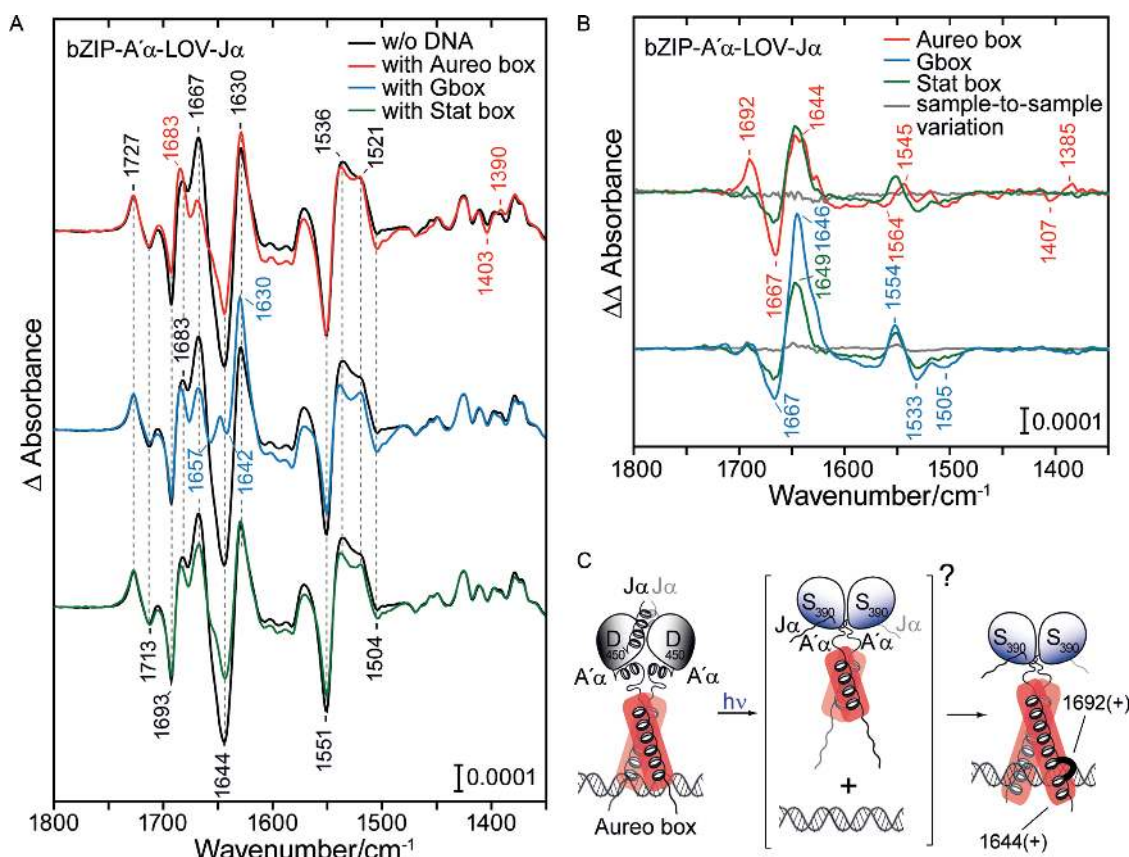 A
bZIP-A′α-LOV-Jα
w/o DNA
with Aureo box
with Gbox
with Stat box
1727
1683
1667
1630
1536
1521
1390
1403
1683
1630
1657
1642
1713
1693
1644
1551
1504
0.0001
Δ Absorbance
1800
1700
1600
1500
1400
Wavenumber/cm⁻¹
B
bZIP-A′α-LOV-Jα
Aureo box
Gbox
Stat box
sample-to-sample
variation
1692
1644
1545
1385
1667
1649
1646
1564
1407
1554
1667
1533
1505
0.0001
ΔΔ Absorbance
1800
1700
1600
1500
1400
Wavenumber/cm⁻¹
C
Jα Jα
D450 D450
A′α A′α
Aureo box
hν
S390 S390
Jα Jα
A′α A′α
+
?
S390 S390
1692(+)
1644(+)